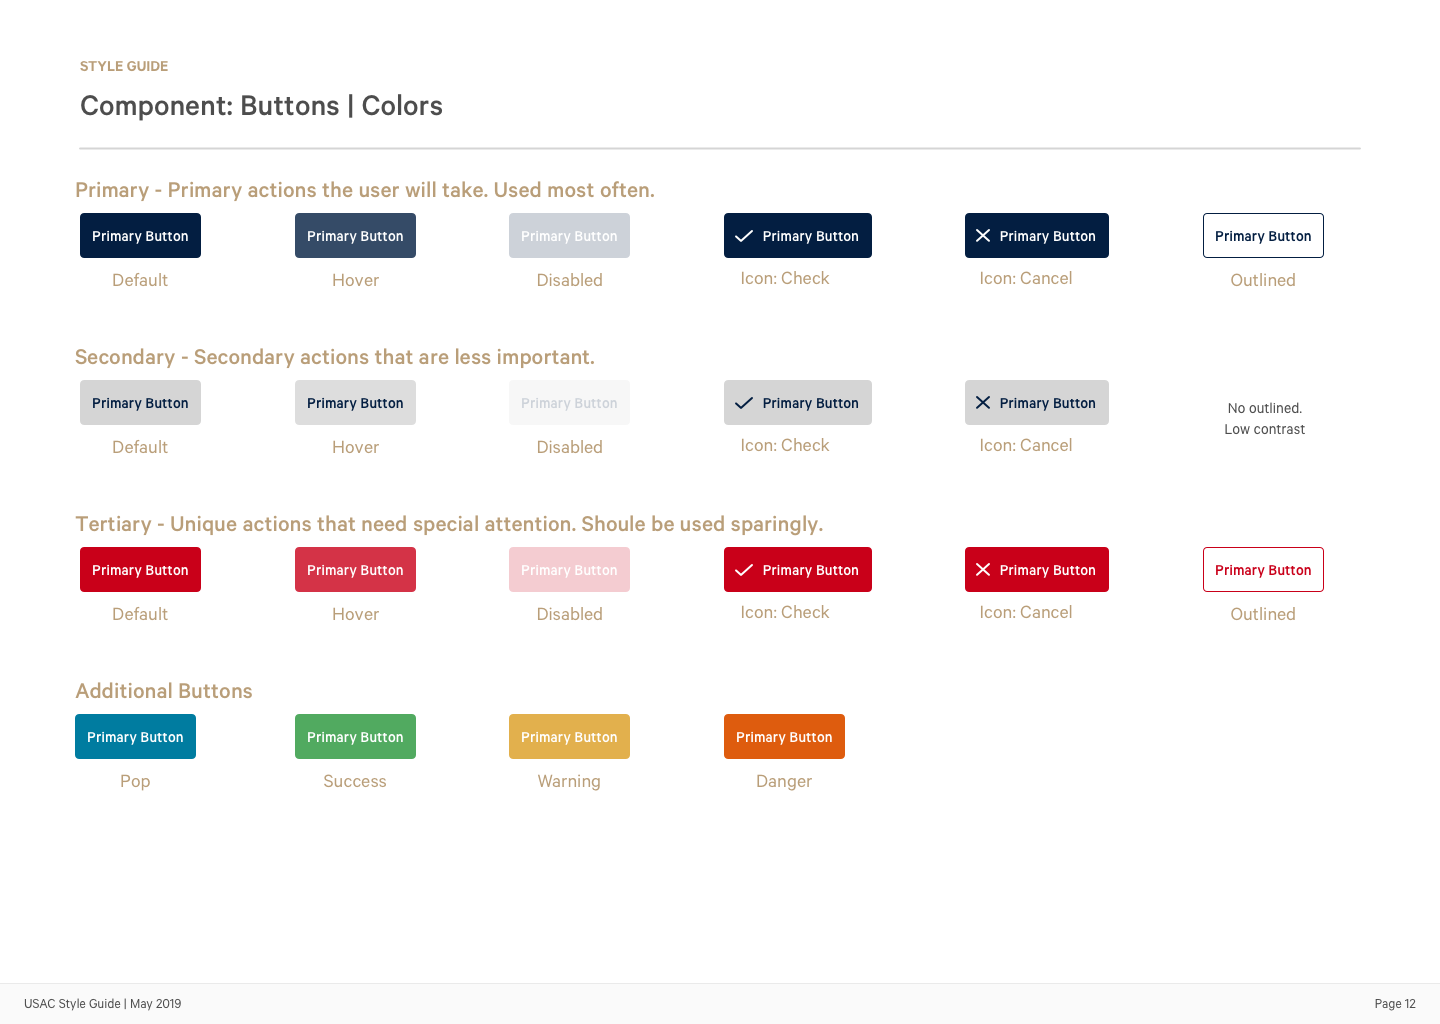 STYLE GUIDE
Component: Buttons | Colors
Primary - Primary actions the user will take. Used most often.
Primary Button
Primary Button
Primary Button
Primary Button
Primary Button
Primary Button
Default
Hover
Disabled
Icon: Check
Icon: Cancel
Outlined
Secondary - Secondary actions that are less important.
Primary Button
Primary Button
Primary Button
Primary Button
Primary Button
No outlined.
Low contrast
Default
Hover
Disabled
Icon: Check
Icon: Cancel
Tertiary - Unique actions that need special attention. Shoule be used sparingly.
Primary Button
Primary Button
Primary Button
Primary Button
Primary Button
Primary Button
Default
Hover
Disabled
Icon: Check
Icon: Cancel
Outlined
Additional Buttons
Primary Button
Primary Button
Primary Button
Primary Button
Pop
Success
Warning
Danger
USAC Style Guide | May 2019
Page 12